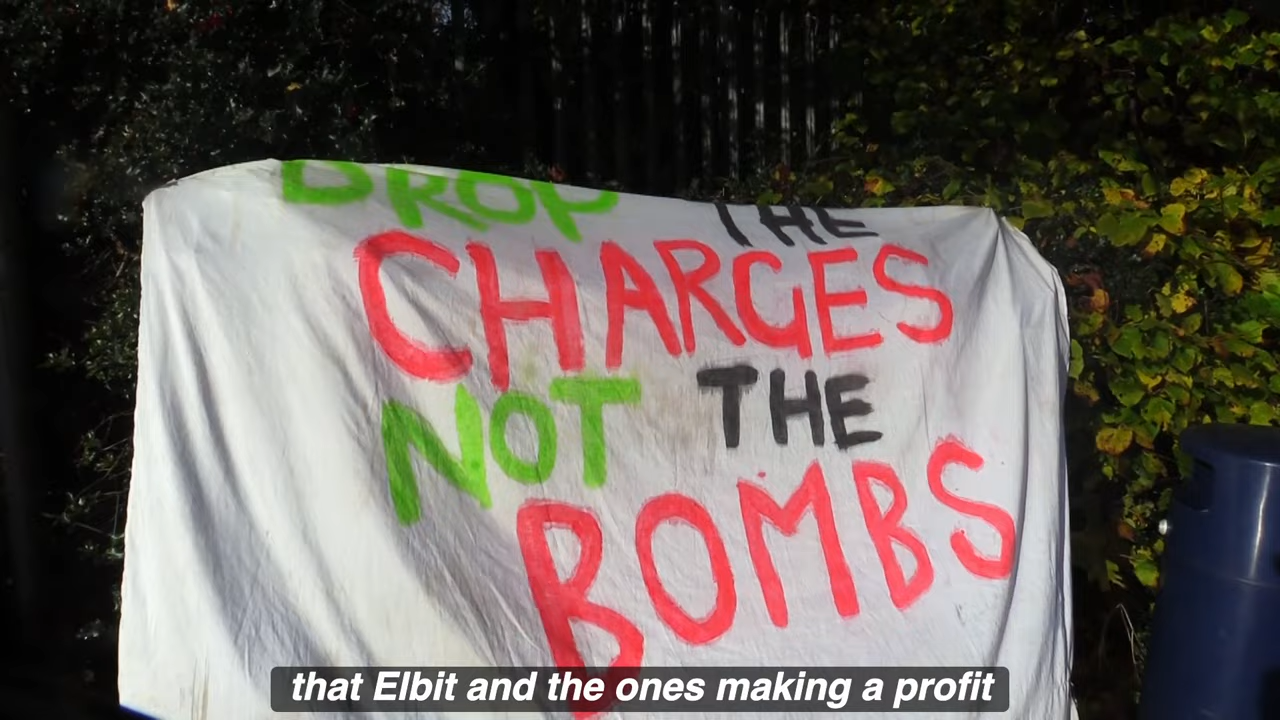 DROP THE
CHARGES
NOT THE
BOMBS
that Elbit and the ones making a profit